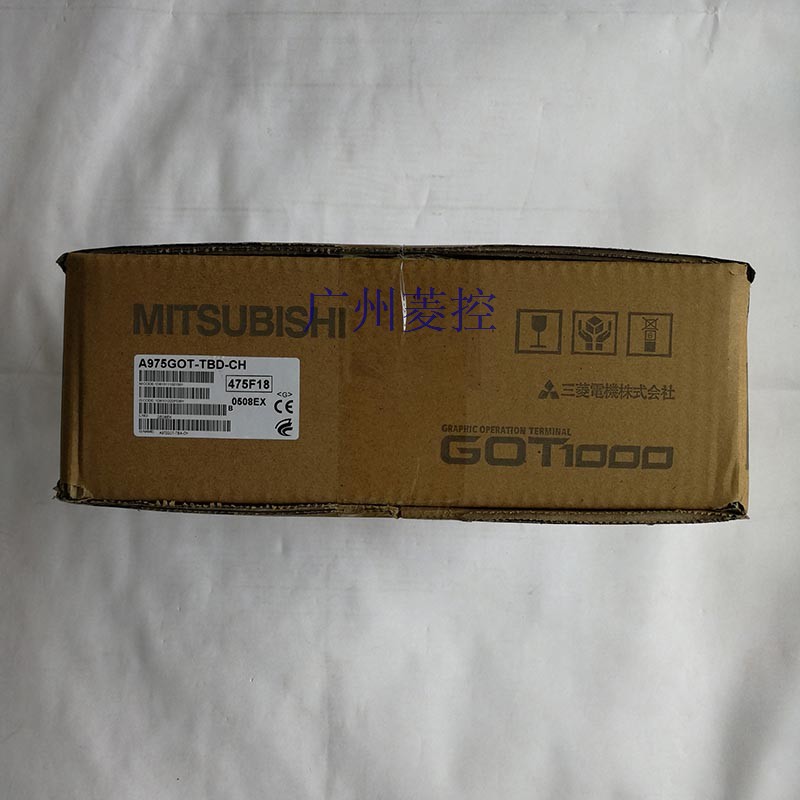 MITSUBISHI
广州菱控
A975GOT-TBD-CH
475F18
<G>
0508EX
B
三菱電機株式会社
GRAPHIC OPERATION TERMINAL
GOT1000